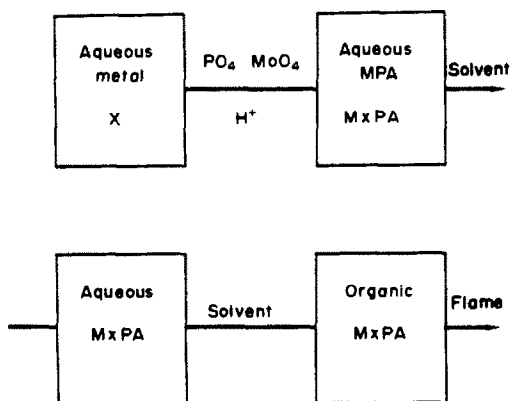 Aqueous
metal
X
PO4 MoO4
H+
Aqueous
MPA
MxPA
Solvent
Aqueous
MxPA
Solvent
Organic
MxPA
Flame